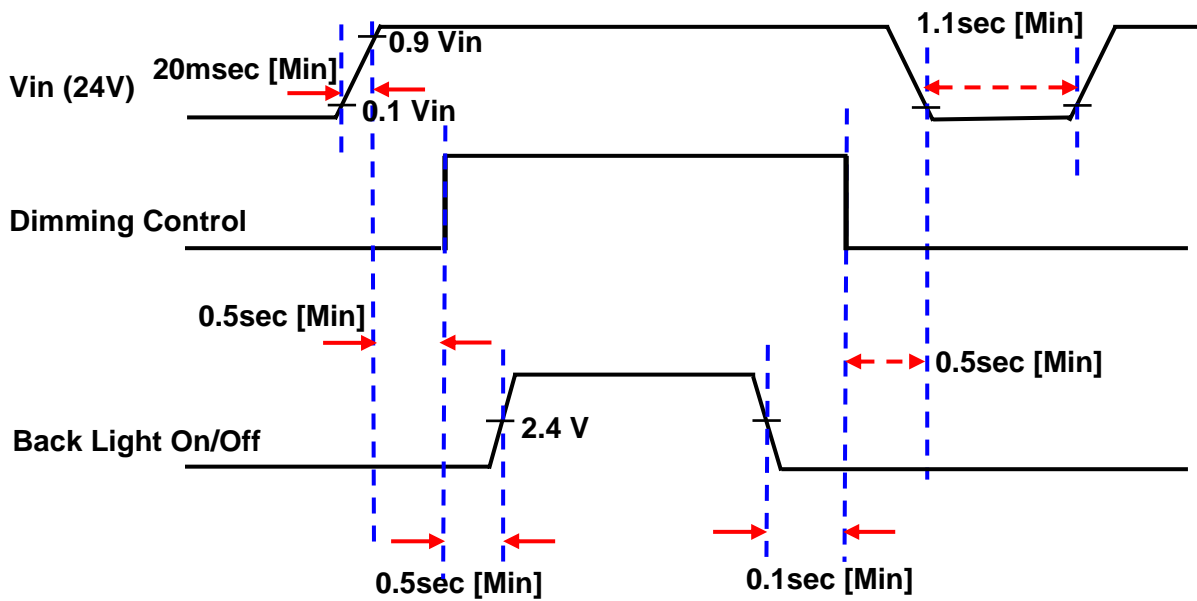 1.1sec [Min]
0.9 Vin
20msec [Min]
Vin (24V)
0.1 Vin
Dimming Control
0.5sec [Min]
0.5sec [Min]
2.4 V
Back Light On/Off
0.5sec [Min]
0.1sec [Min]